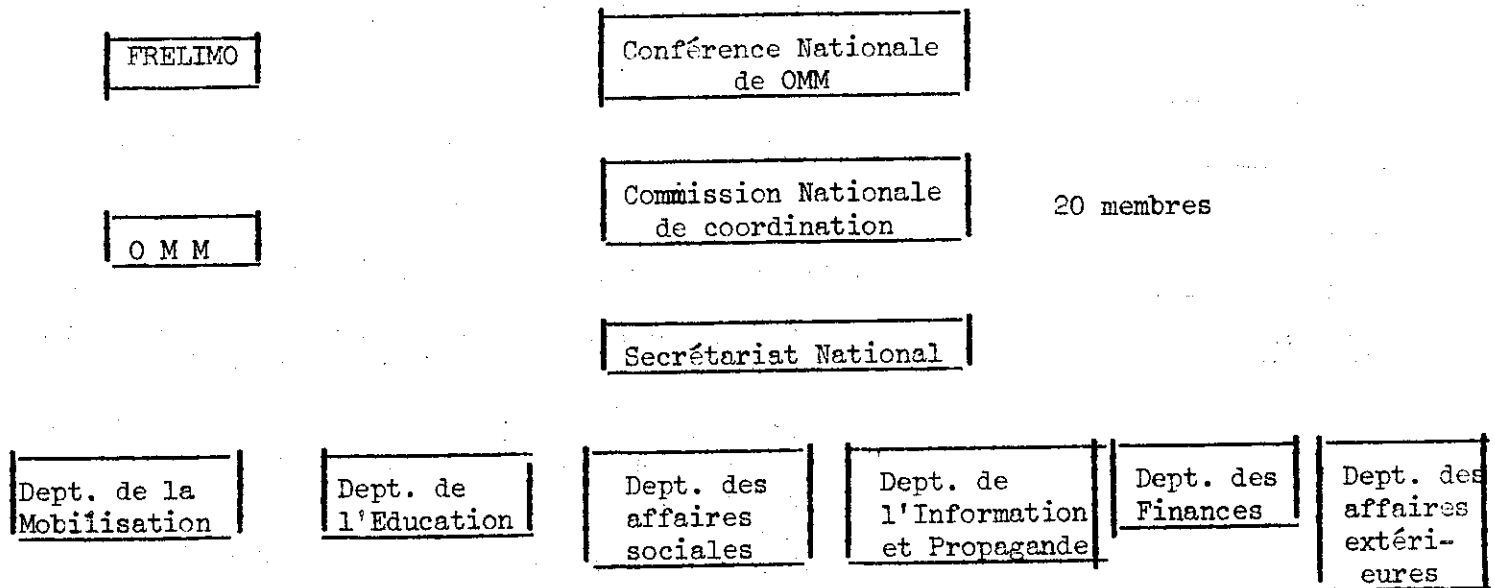 FRELIMO
Conférence Nationale
de OMM
O M M
Commission Nationale
de coordination
20 membres
Secrétariat National
Dept. de la
Mobilisation
Dept. de
l'Education
Dept. des
affaires
sociales
Dept. de
l'Information
et Propagande
Dept. des
Finances
Dept. des
affaires
extéri-
eures